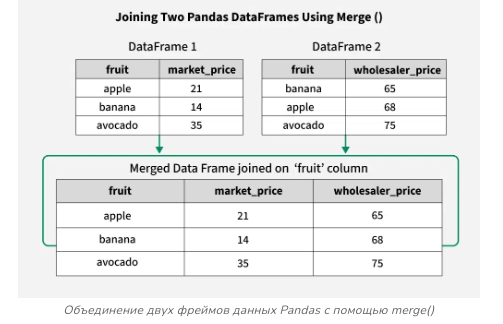 Joining Two Pandas DataFrames Using Merge ()
DataFrame 1
fruit market_price
apple 21
banana 14
avocado 35
DataFrame 2
fruit wholesaler_price
banana 65
apple 68
avocado 75
Merged Data Frame joined on ‘fruit’ column
fruit market_price wholesaler_price
apple 21 65
banana 14 68
avocado 35 75
Объединение двух фреймов данных Pandas с помощью merge()